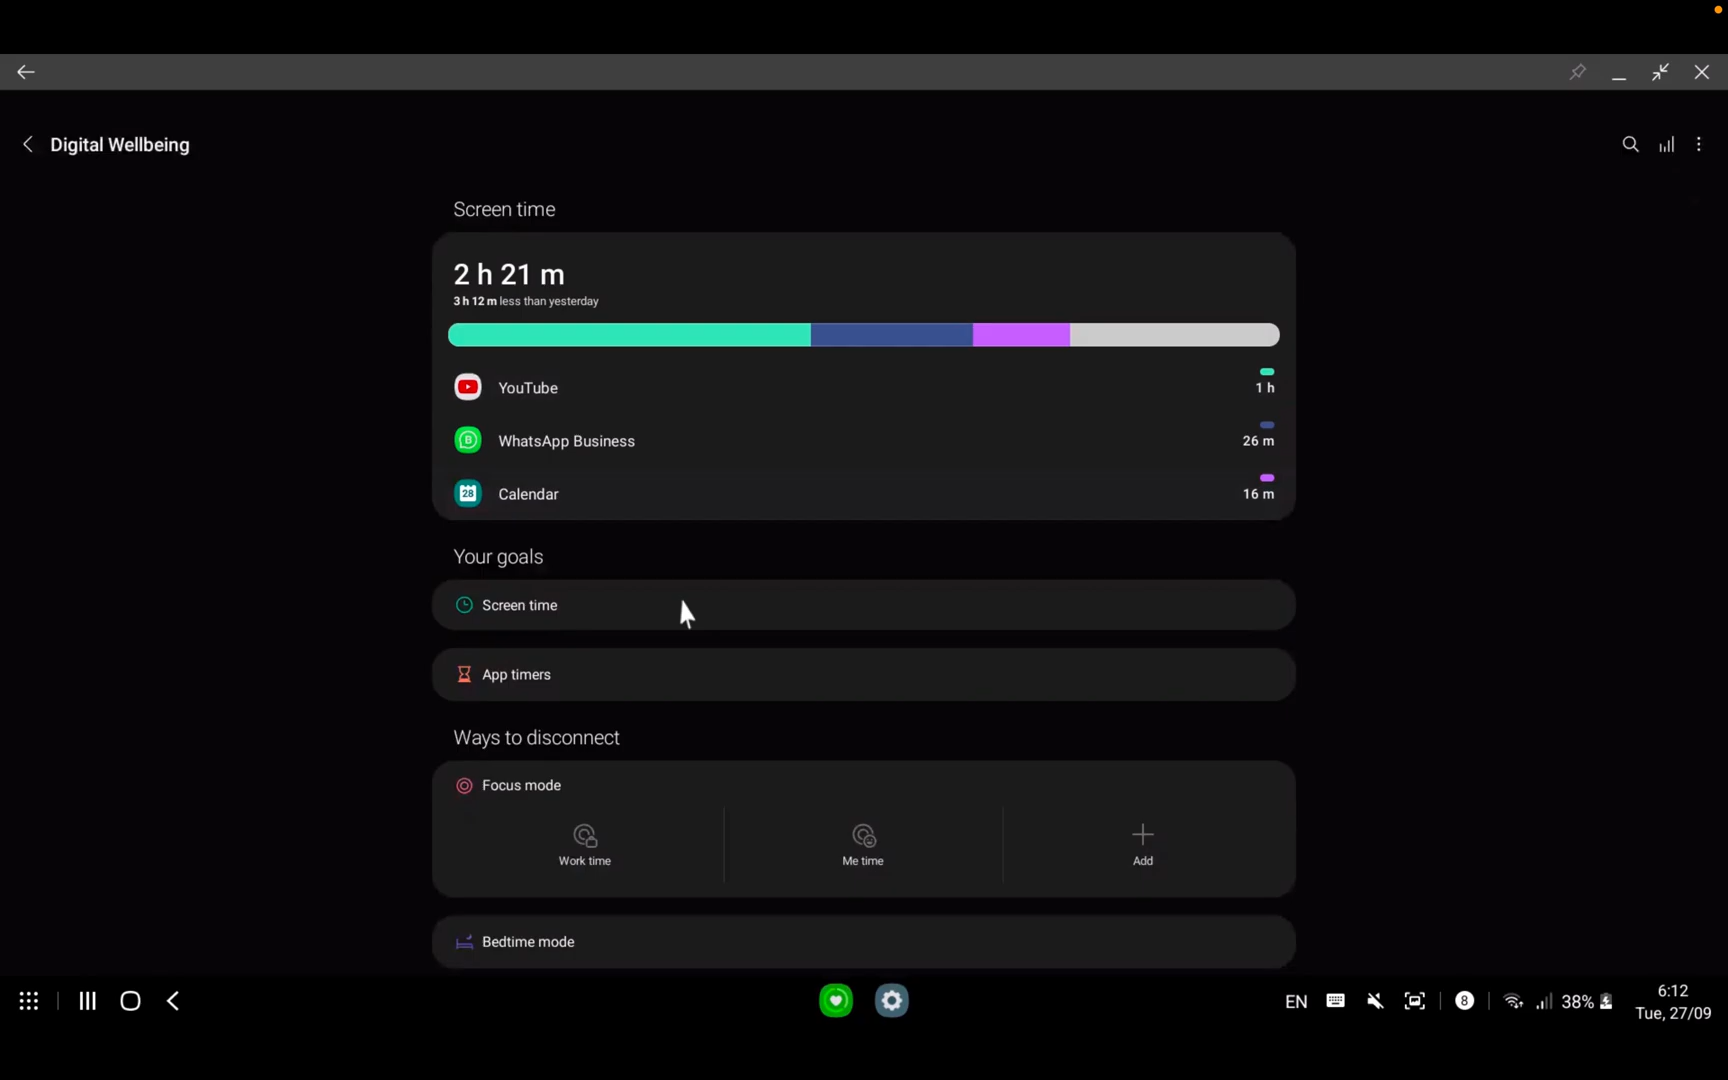 Digital Wellbeing
Screen time
2 h 21 m
3 h 12 m less than yesterday
YouTube
1 h
B
WhatsApp Business
26 m
28
Calendar
16 m
Your goals
Screen time
App timers
Ways to disconnect
Focus mode
Work time
Me time
Add
Bedtime mode
EN
8
38%
6:12
Tue, 27/09